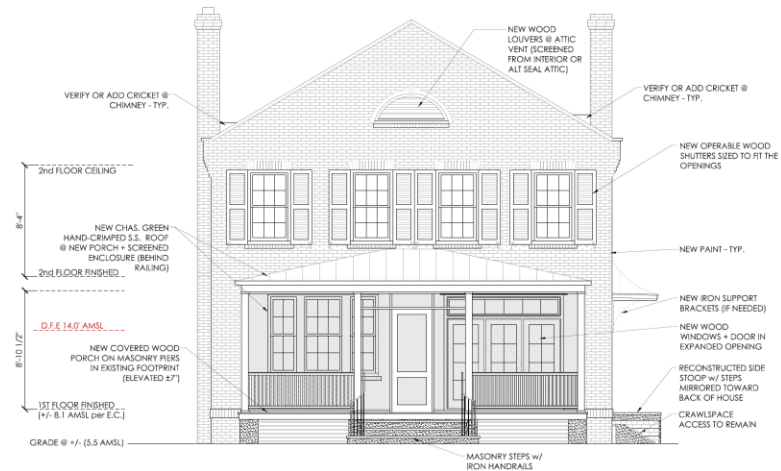 NEW WOOD
LOUVERS @ ATTIC
VENT (SCREENED
FROM INTERIOR OR
ALT SEAL ATTIC)
VERIFY OR ADD CRICKET @
CHIMNEY - TYP.
VERIFY OR ADD CRICKET @
CHIMNEY - TYP.
NEW OPERABLE WOOD
SHUTTERS SIZED TO FIT THE
OPENINGS
2nd FLOOR CEILING
8'-4"
NEW CHAS. GREEN
HAND-CRIMPED S.S. ROOF
@ NEW PORCH + SCREENED
ENCLOSURE (BEHIND
RAILING)
2nd FLOOR FINISHED
NEW PAINT - TYP.
NEW IRON SUPPORT
BRACKETS (IF NEEDED)
D.F.E 14.0' AMSL
8'-10 1/2"
NEW WOOD
WINDOWS + DOOR IN
EXPANDED OPENING
NEW COVERED WOOD
PORCH ON MASONRY PIERS
IN EXISTING FOOTPRINT
(ELEVATED ±7")
RECONSTRUCTED SIDE
STOOP w/ STEPS
MIRRORED TOWARD
BACK OF HOUSE
1ST FLOOR FINISHED
(+/- 8.1 AMSL per E.C.)
CRAWLSPACE
ACCESS TO REMAIN
GRADE @ +/- (5.5 AMSL)
MASONRY STEPS w/
IRON HANDRAILS